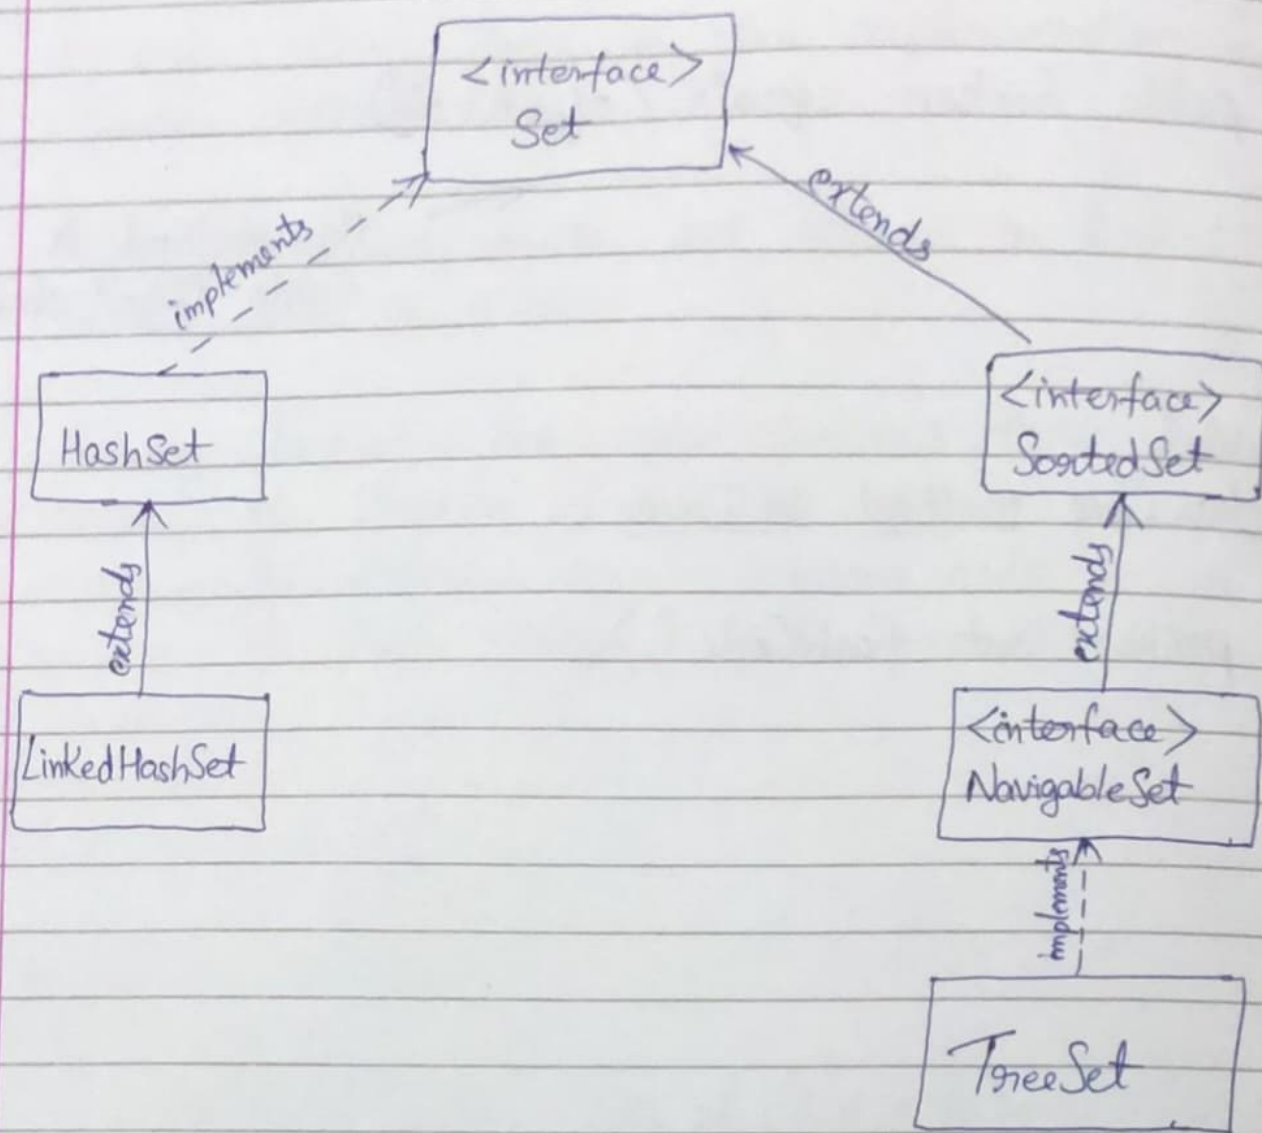 <interface>
Set
implements
extends
HashSet
<interface>
SortedSet
extends
extends
LinkedHashSet
<interface>
NavigableSet
implements
TreeSet